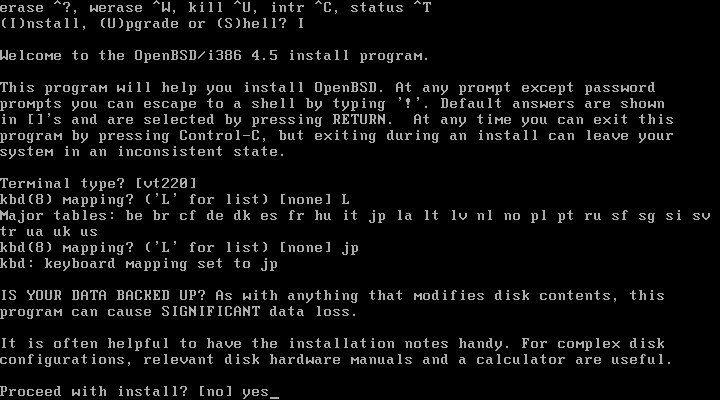 erase ^?, werase ^W, kill ^U, intr ^C, status ^T
(I)nstall, (U)pgrade or (S)hell? I
Welcome to the OpenBSD/i386 4.5 install program.
This program will help you install OpenBSD. At any prompt except password
prompts you can escape to a shell by typing '!'. Default answers are shown
in []'s and are selected by pressing RETURN.  At any time you can exit this
program by pressing Control-C, but exiting during an install can leave your
system in an inconsistent state.
Terminal type? [vt220]
kbd(8) mapping? ('L' for list) [none] L
Major tables: be br cf de dk es fr hu it jp la lt lv nl no pl pt ru sf sg si sv
tr ua uk us
kbd(8) mapping? ('L' for list) [none] jp
kbd: keyboard mapping set to jp
IS YOUR DATA BACKED UP? As with anything that modifies disk contents, this
program can cause SIGNIFICANT data loss.
It is often helpful to have the installation notes handy. For complex disk
configurations, relevant disk hardware manuals and a calculator are useful.
Proceed with install? [no] yes_